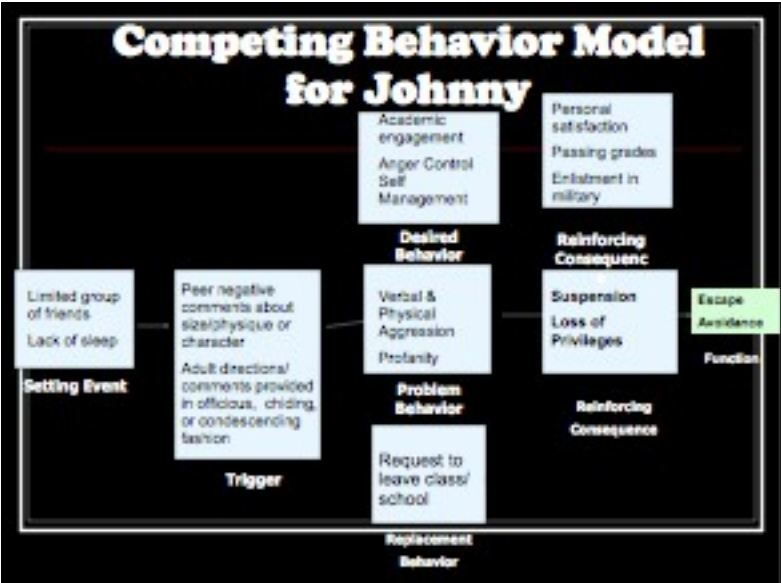 Competing Behavior Model
for Johnny
Academic
engagement
Anger Control
Self
Management
Desired
Behavior
Personal
satisfaction
Passing grades
Enlistment in
military
Reinforcing
Consequenc
Limited group
of friends
Lack of sleep
Setting Event
Peer negative
comments about
size/physique or
character
Adult directions/
comments provided
in officious, chiding,
or condescending
fashion
Trigger
Verbal &
Physical
Aggression
Profanity
Problem
Behavior
Suspension
Loss of
Privileges
Reinforcing
Consequence
Escape
Avoidance
Function
Request to
leave class/
school
Replacement
Behavior